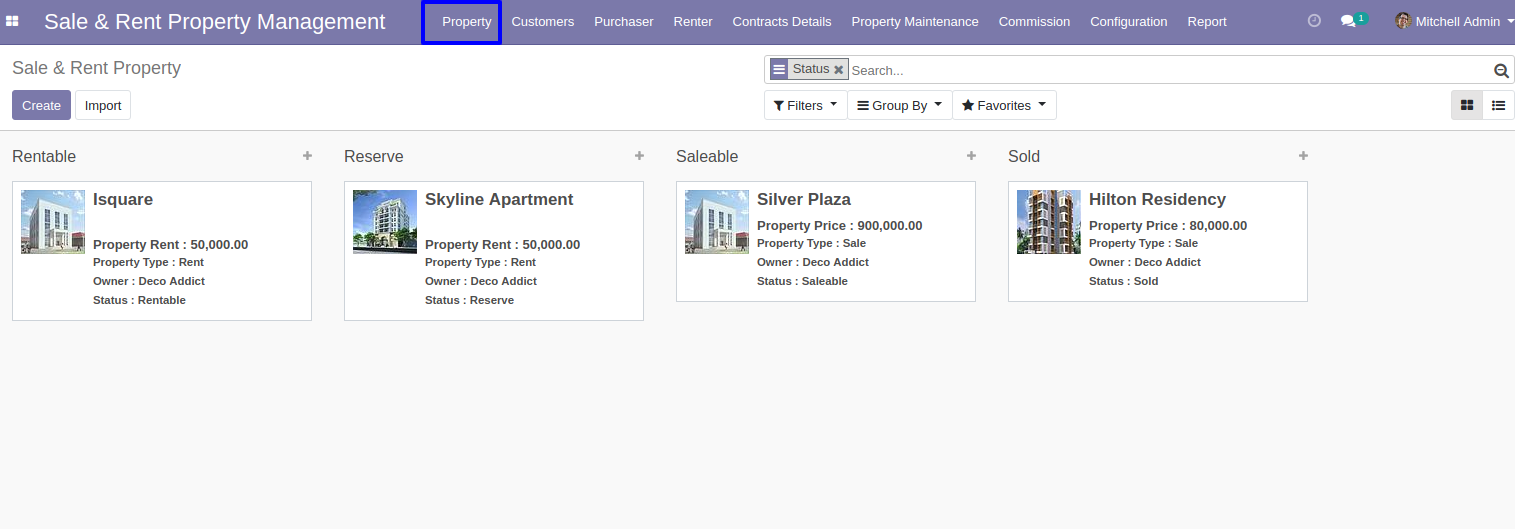 Sale & Rent Property Management Property Customers Purchaser Renter Contracts Details Property Maintenance Commission Configuration Report 1 Mitchell Admin
Sale & Rent Property
Status Search...
Create Import
Filters Group By Favorites
Rentable
Isquare
Property Rent : 50,000.00
Property Type : Rent
Owner : Deco Addict
Status : Rentable
Reserve
Skyline Apartment
Property Rent : 50,000.00
Property Type : Rent
Owner : Deco Addict
Status : Reserve
Saleable
Silver Plaza
Property Price : 900,000.00
Property Type : Sale
Owner : Deco Addict
Status : Saleable
Sold
Hilton Residency
Property Price : 80,000.00
Property Type : Sale
Owner : Deco Addict
Status : Sold